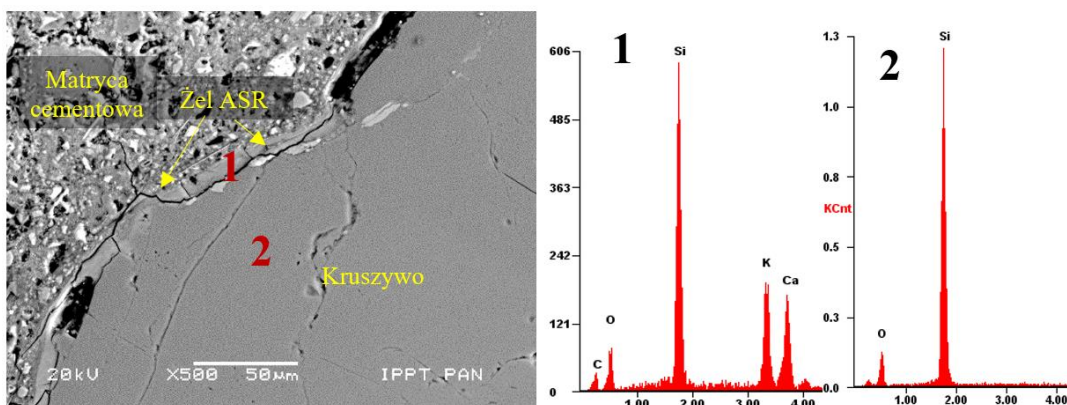 Matryca
cementowa
Żel ASR
1
2
Kruszywo
20kV X500 50µm IPPT PAN
1
606
485
363
242
121
0
C
O
Si
K
Ca
1.00 2.00 3.00 4.00
2
1.3
1.0
0.8
KCnt
0.5
0.3
0.0
O
Si
1.00 2.00 3.00 4.00